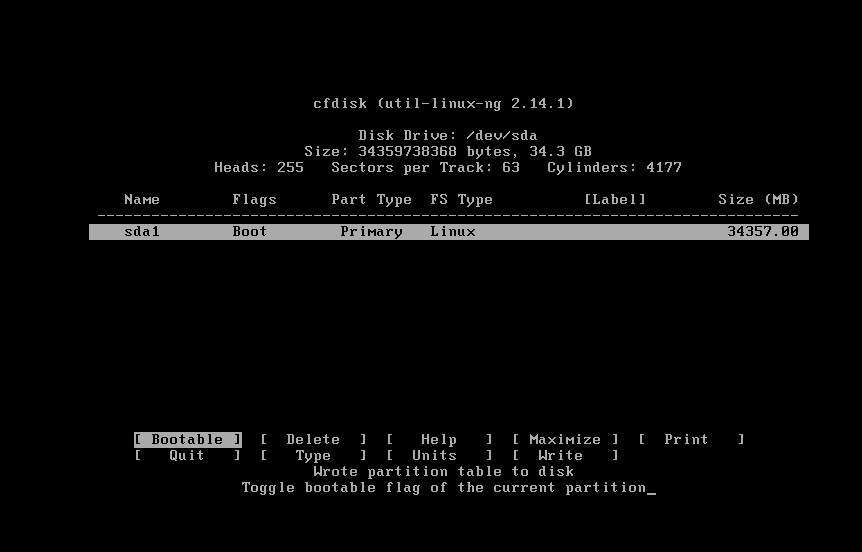 cfdisk (util-linux-ng 2.14.1)
Disk Drive: /dev/sda
Size: 34359738368 bytes, 34.3 GB
Heads: 255   Sectors per Track: 63   Cylinders: 4177
Name        Flags      Part Type  FS Type          [Label]        Size (MB)
------------------------------------------------------------------------------
sda1        Boot        Primary   Linux                            34357.00
[ Bootable ]  [  Delete  ]  [   Help   ]  [ Maximize ]  [  Print   ]
[   Quit   ]  [   Type   ]  [  Units   ]  [  Write   ]
Wrote partition table to disk
Toggle bootable flag of the current partition_